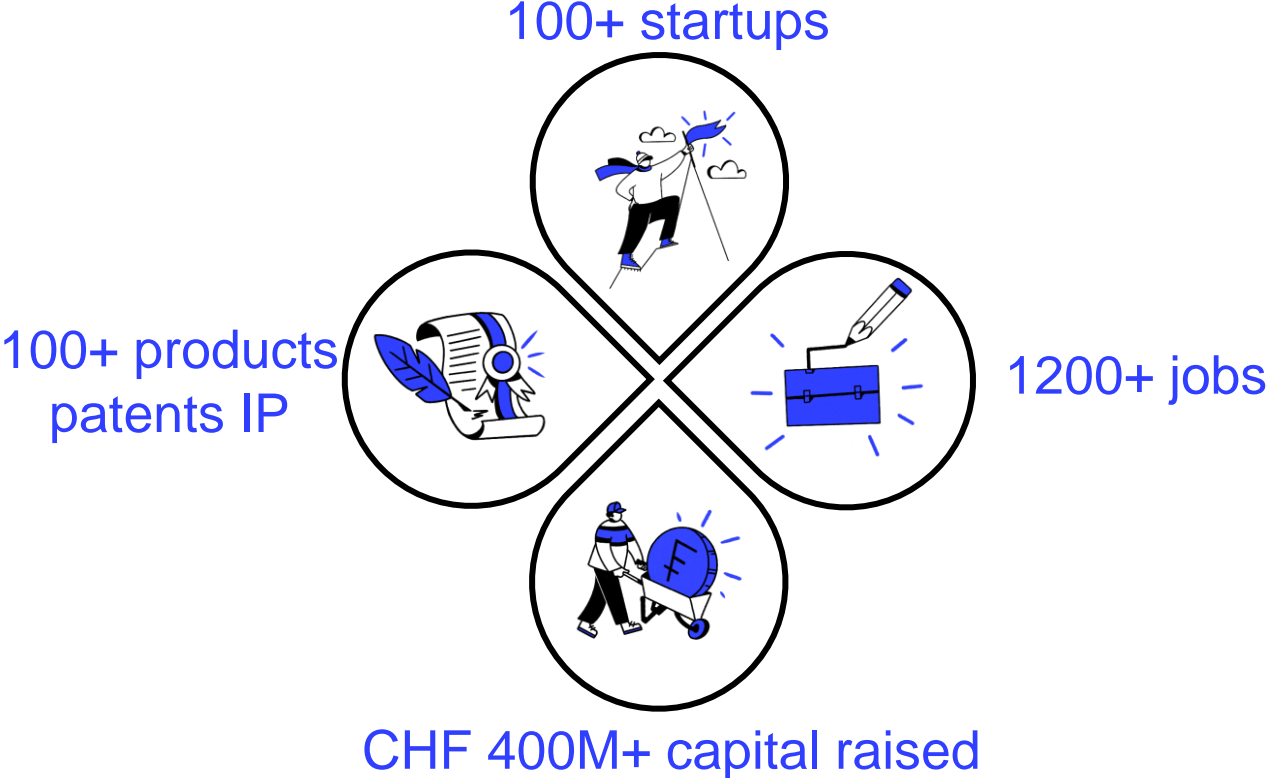 100+ startups
100+ products
patents IP
1200+ jobs
₣
CHF 400M+ capital raised